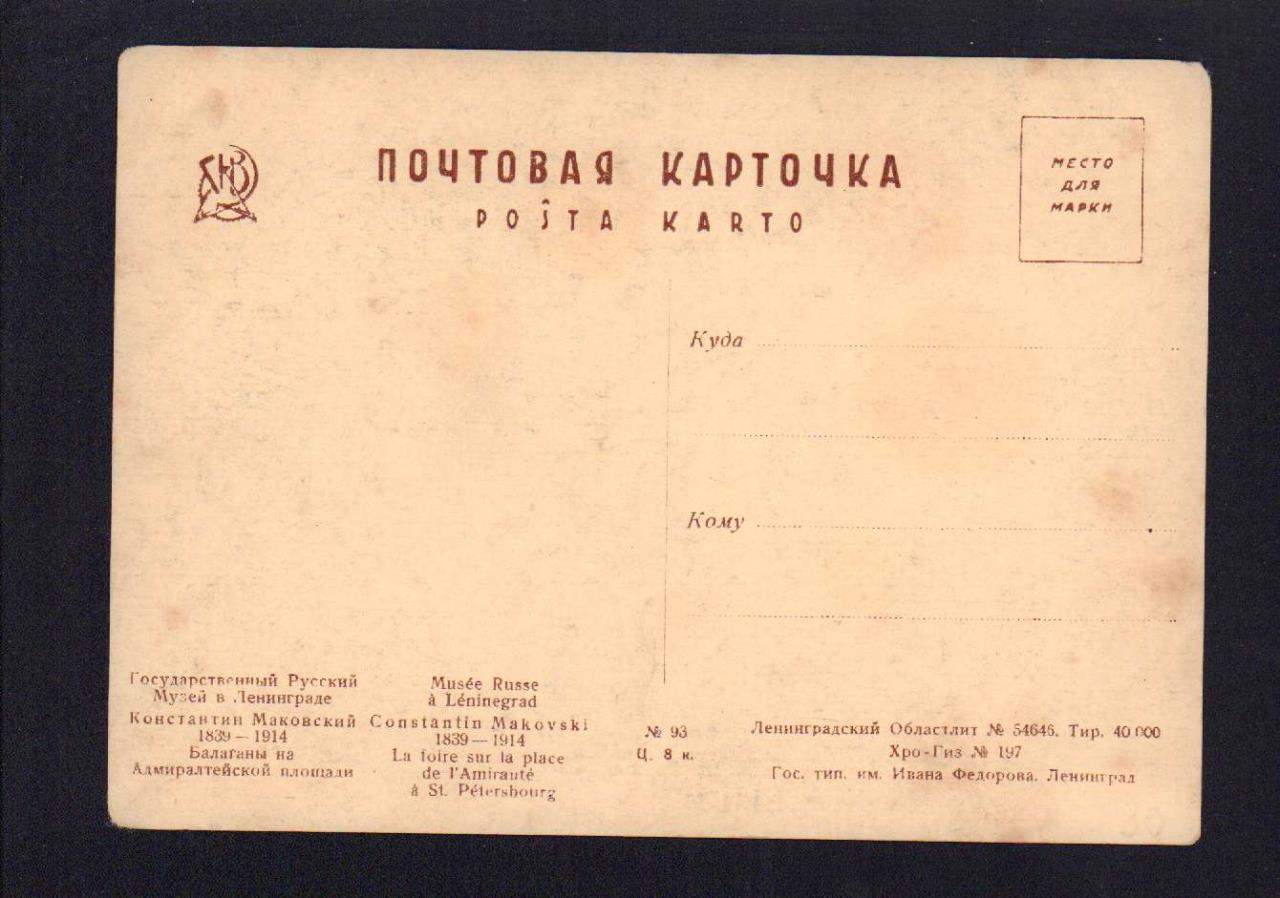 ПОЧТОВАЯ КАРТОЧКА
POŜTA KARTO
МЕСТО
ДЛЯ
МАРКИ
Куда
Кому
Государственный Русский
Музей в Ленинграде
Константин Маковский
1839—1914
Балаганы на
Адмиралтейской площади
Musée Russe
à Léninegrad
Constantin Makovski
1839—1914
La foire sur la place
de l'Amirauté
à St. Pétersbourg
№ 93
Ц. 8 к.
Ленинградский Областлит № 54646. Тир. 40 000
Хро-Гиз № 197
Гос. тип. им. Ивана Федорова. Ленинград